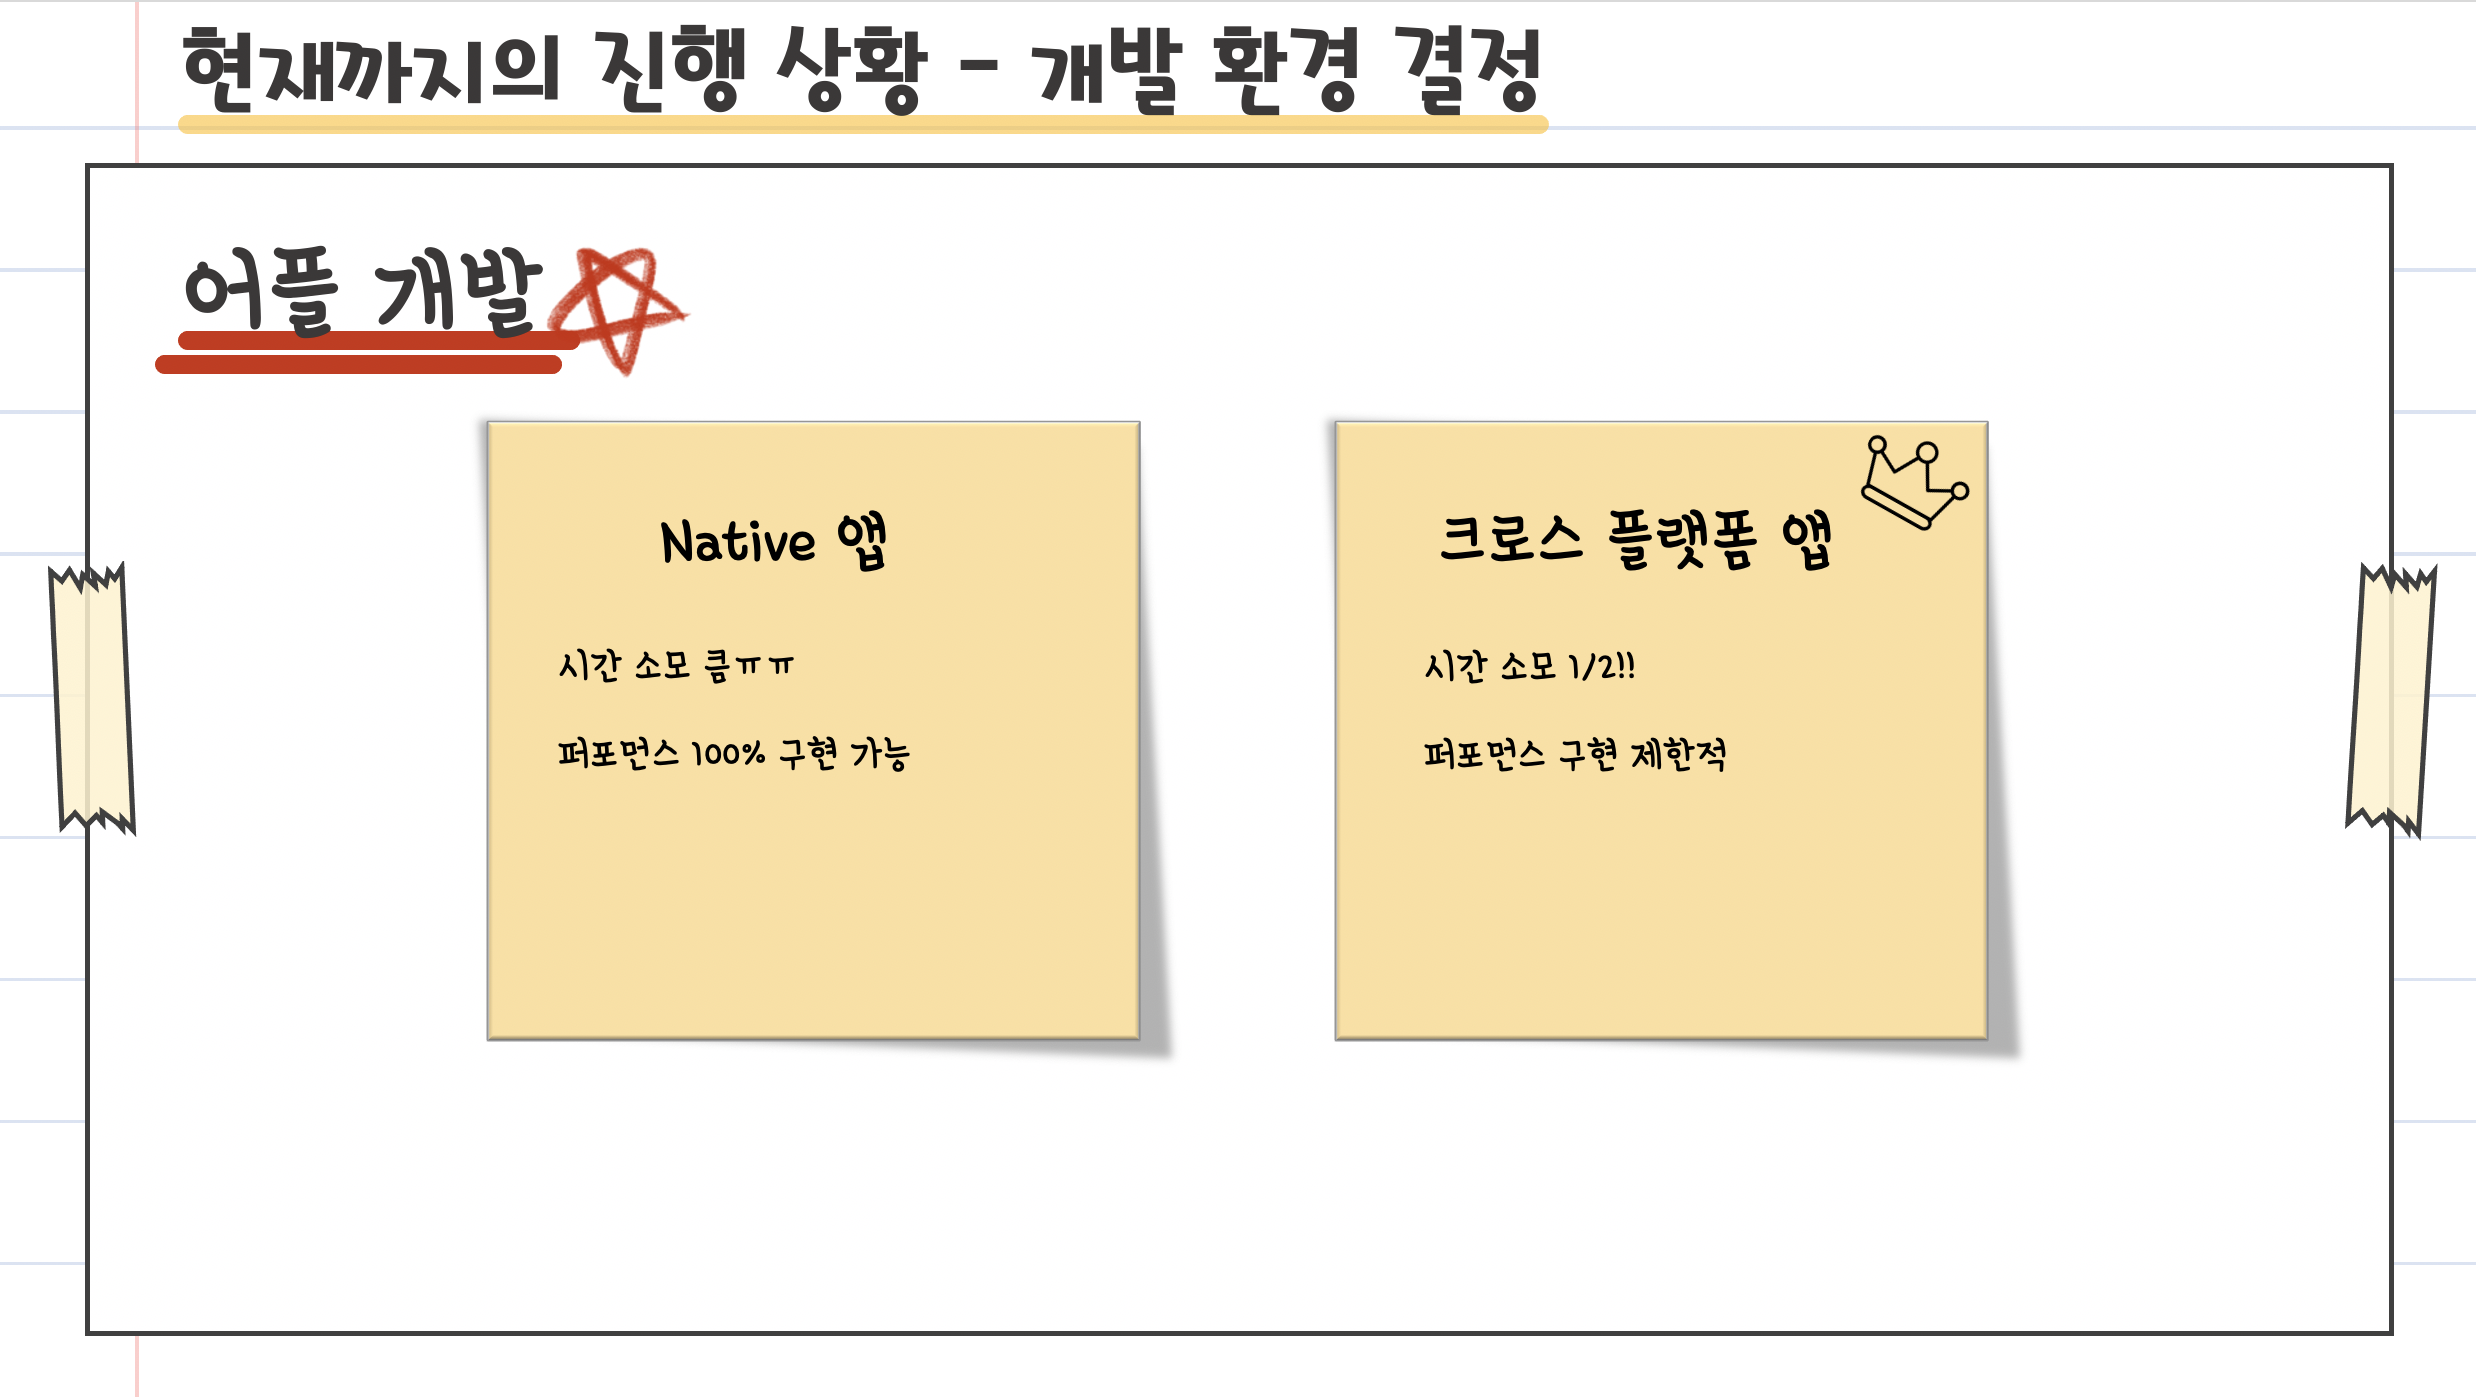 현재까지의 진행 상황 - 개발 환경 결정
어플 개발
Native 앱
시간 소모 큼ㅠㅠ
퍼포먼스 100% 구현 가능
크로스 플랫폼 앱
시간 소모 1/2!!
퍼포먼스 구현 제한적